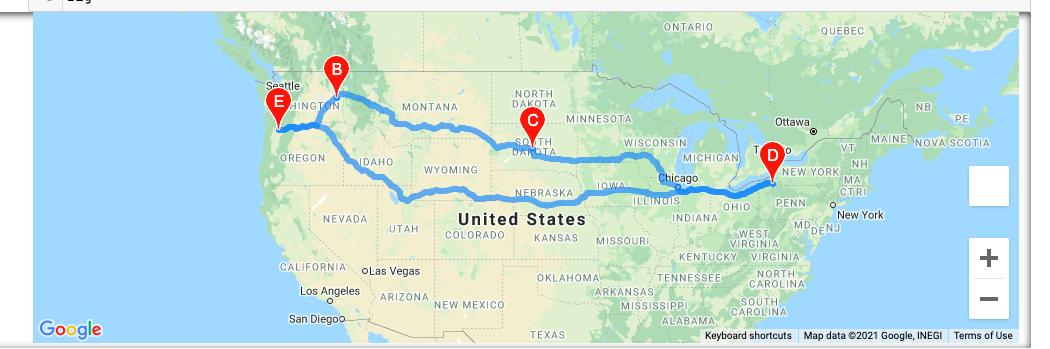 ONTARIO
QUEBEC
B
Seattle
E
MONTANA
NORTH
DAKOTA
MINNESOTA
NB
PE
C
Ottawa
MAINE
NOVA SCOTIA
SOUTH
DAKOTA
WISCONSIN
D
VT
NH
OREGON
IDAHO
MICHIGAN
WYOMING
NEW YORK
MA
CT
RI
Chicago
IOWA
NEBRASKA
ILLINOIS
OHIO
PENN
New York
NEVADA
UTAH
United States
INDIANA
COLORADO
KANSAS
MISSOURI
WEST
VIRGINIA
MD
DE
NJ
KENTUCKY
VIRGINIA
CALIFORNIA
Las Vegas
OKLAHOMA
TENNESSEE
NORTH
CAROLINA
Los Angeles
ARIZONA
NEW MEXICO
ARKANSAS
MISSISSIPPI
SOUTH
CAROLINA
San Diego
ALABAMA
TEXAS
Google
Keyboard shortcuts
Map data ©2021 Google, INEGI
Terms of Use
+
−